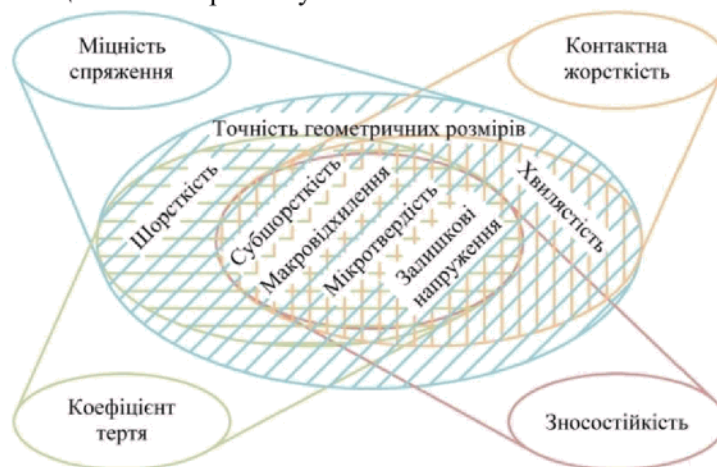 Міцність
спряження
Контактна
жорсткість
Точність геометричних розмірів
Шорсткість
Субшорсткість
Макровідхилення
Мікротвердість
Залишкові
напруження
Хвилястість
Коефіцієнт
тертя
Зносостійкість